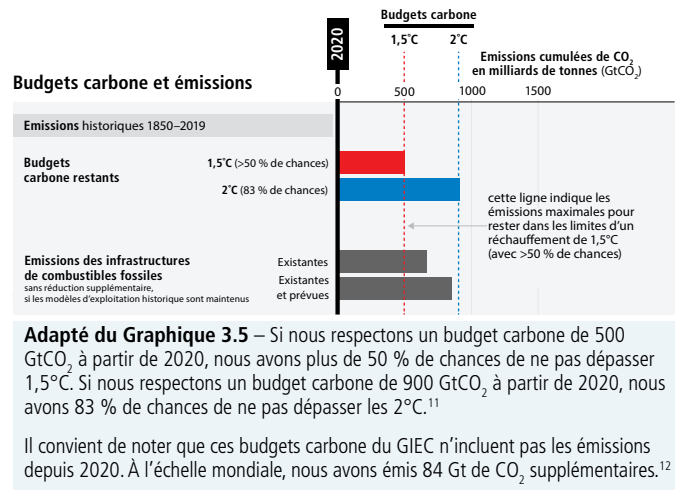 Budgets carbone
2020
1,5˚C 2˚C
Emissions cumulées de CO2
en milliards de tonnes (GtCO2)
Budgets carbone et émissions
0 500 1000 1500
Emissions historiques 1850–2019
Budgets
carbone restants
1,5˚C (>50 % de chances)
2˚C (83 % de chances)
cette ligne indique les
émissions maximales pour
rester dans les limites d’un
réchauffement de 1,5°C
(avec >50 % de chances)
Emissions des infrastructures
de combustibles fossiles
sans réduction supplémentaire,
si les modèles d’exploitation historique sont maintenus
Existantes
Existantes
et prévues
Adapté du Graphique 3.5 – Si nous respectons un budget carbone de 500
GtCO2 à partir de 2020, nous avons plus de 50 % de chances de ne pas dépasser
1,5°C. Si nous respectons un budget carbone de 900 GtCO2 à partir de 2020, nous
avons 83 % de chances de ne pas dépasser les 2°C.11
Il convient de noter que ces budgets carbone du GIEC n’incluent pas les émissions
depuis 2020. À l’échelle mondiale, nous avons émis 84 Gt de CO2 supplémentaires.12